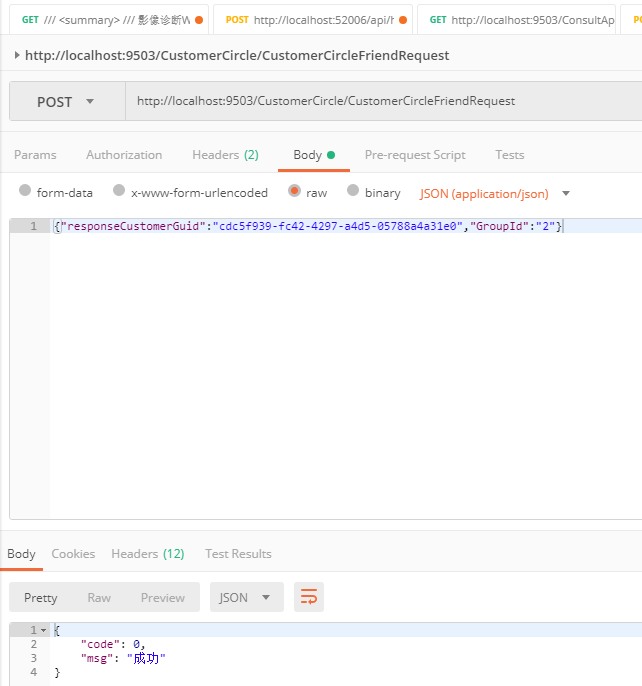 GET /// <summary> /// 影像诊断W
POST http://localhost:52006/api/h
GET http://localhost:9503/ConsultAp
PO
http://localhost:9503/CustomerCircle/CustomerCircleFriendRequest
POST http://localhost:9503/CustomerCircle/CustomerCircleFriendRequest
Params Authorization Headers (2) Body Pre-request Script Tests
form-data x-www-form-urlencoded raw binary JSON (application/json)
1 {"responseCustomerGuid":"cdc5f939-fc42-4297-a4d5-05788a4a31e0","GroupId":"2"}
Body Cookies Headers (12) Test Results
Pretty Raw Preview JSON
1 {
2 "code": 0,
3 "msg": "成功"
4 }